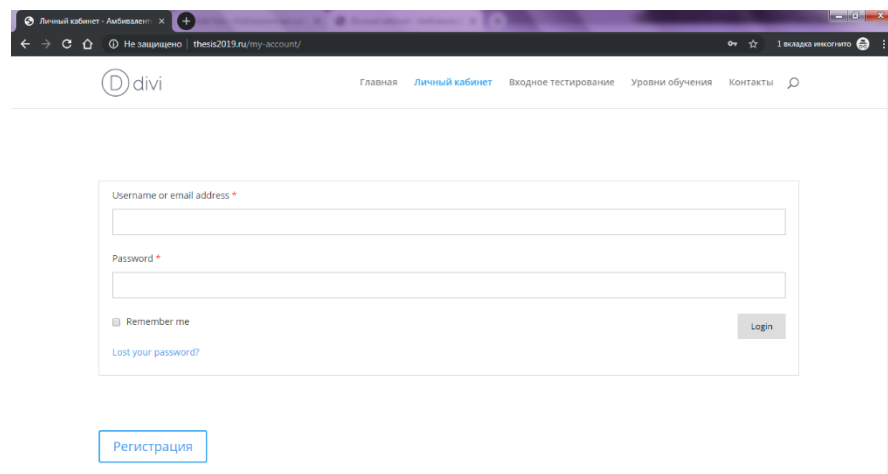 Личный кабинет - Амбивалент
Не защищено | thesis2019.ru/my-account/
1 вкладка инкогнито
D divi
Главная Личный кабинет Входное тестирование Уровни обучения Контакты
Username or email address *
Password *
Remember me
Login
Lost your password?
Регистрация